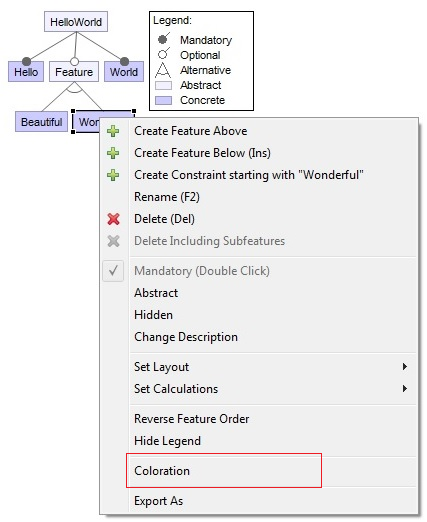 HelloWorld
Hello
Feature
World
Beautiful
Legend:
Mandatory
Optional
Alternative
Abstract
Concrete
Create Feature Above
Create Feature Below (Ins)
Create Constraint starting with "Wonderful"
Rename (F2)
Delete (Del)
Delete Including Subfeatures
Mandatory (Double Click)
Abstract
Hidden
Change Description
Set Layout
Set Calculations
Reverse Feature Order
Hide Legend
Coloration
Export As